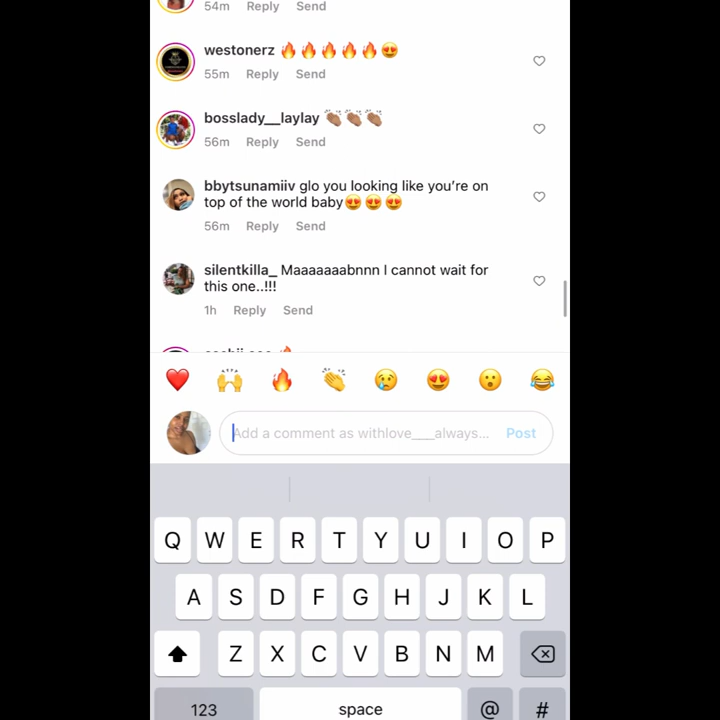 54m Reply Send
westonerz 🔥🔥🔥🔥🔥😍
55m Reply Send
bosslady__laylay 👏🏽👏🏽👏🏽
56m Reply Send
bbytsunamiiv glo you looking like you're on
top of the world baby😍😍😍
56m Reply Send
silentkilla_ Maaaaaaabnnn I cannot wait for
this one..!!!
1h Reply Send
❤️🙌🔥👏😢😍😮😂
Add a comment as withlove___always... Post
Q W E R T Y U I O P
A S D F G H J K L
Z X C V B N M
123 space @ #